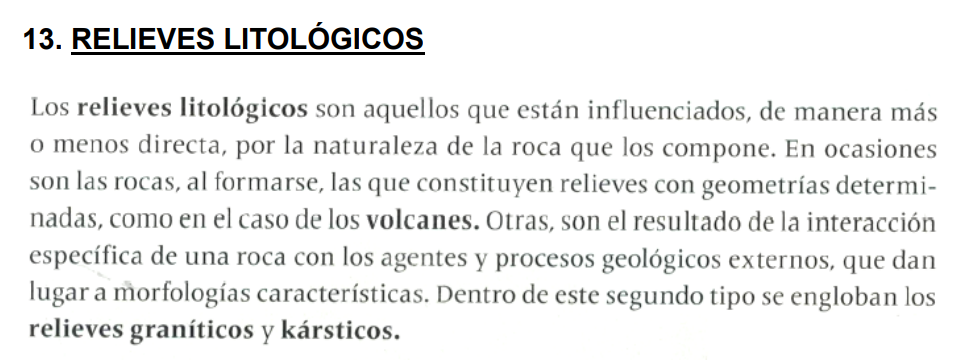 13. RELIEVES LITOLÓGICOS
Los relieves litológicos son aquellos que están influenciados, de manera más
o menos directa, por la naturaleza de la roca que los compone. En ocasiones
son las rocas, al formarse, las que constituyen relieves con geometrías determi-
nadas, como en el caso de los volcanes. Otras, son el resultado de la interacción
específica de una roca con los agentes y procesos geológicos externos, que dan
lugar a morfologías características. Dentro de este segundo tipo se engloban los
relieves graníticos y kársticos.